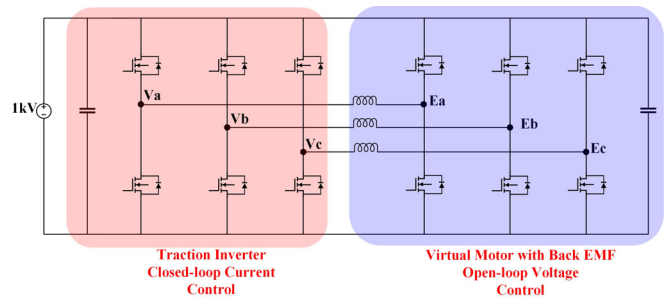 1kV
Va
Vb
Vc
Ea
Eb
Ec
Traction Inverter
Closed-loop Current
Control
Virtual Motor with Back EMF
Open-loop Voltage
Control